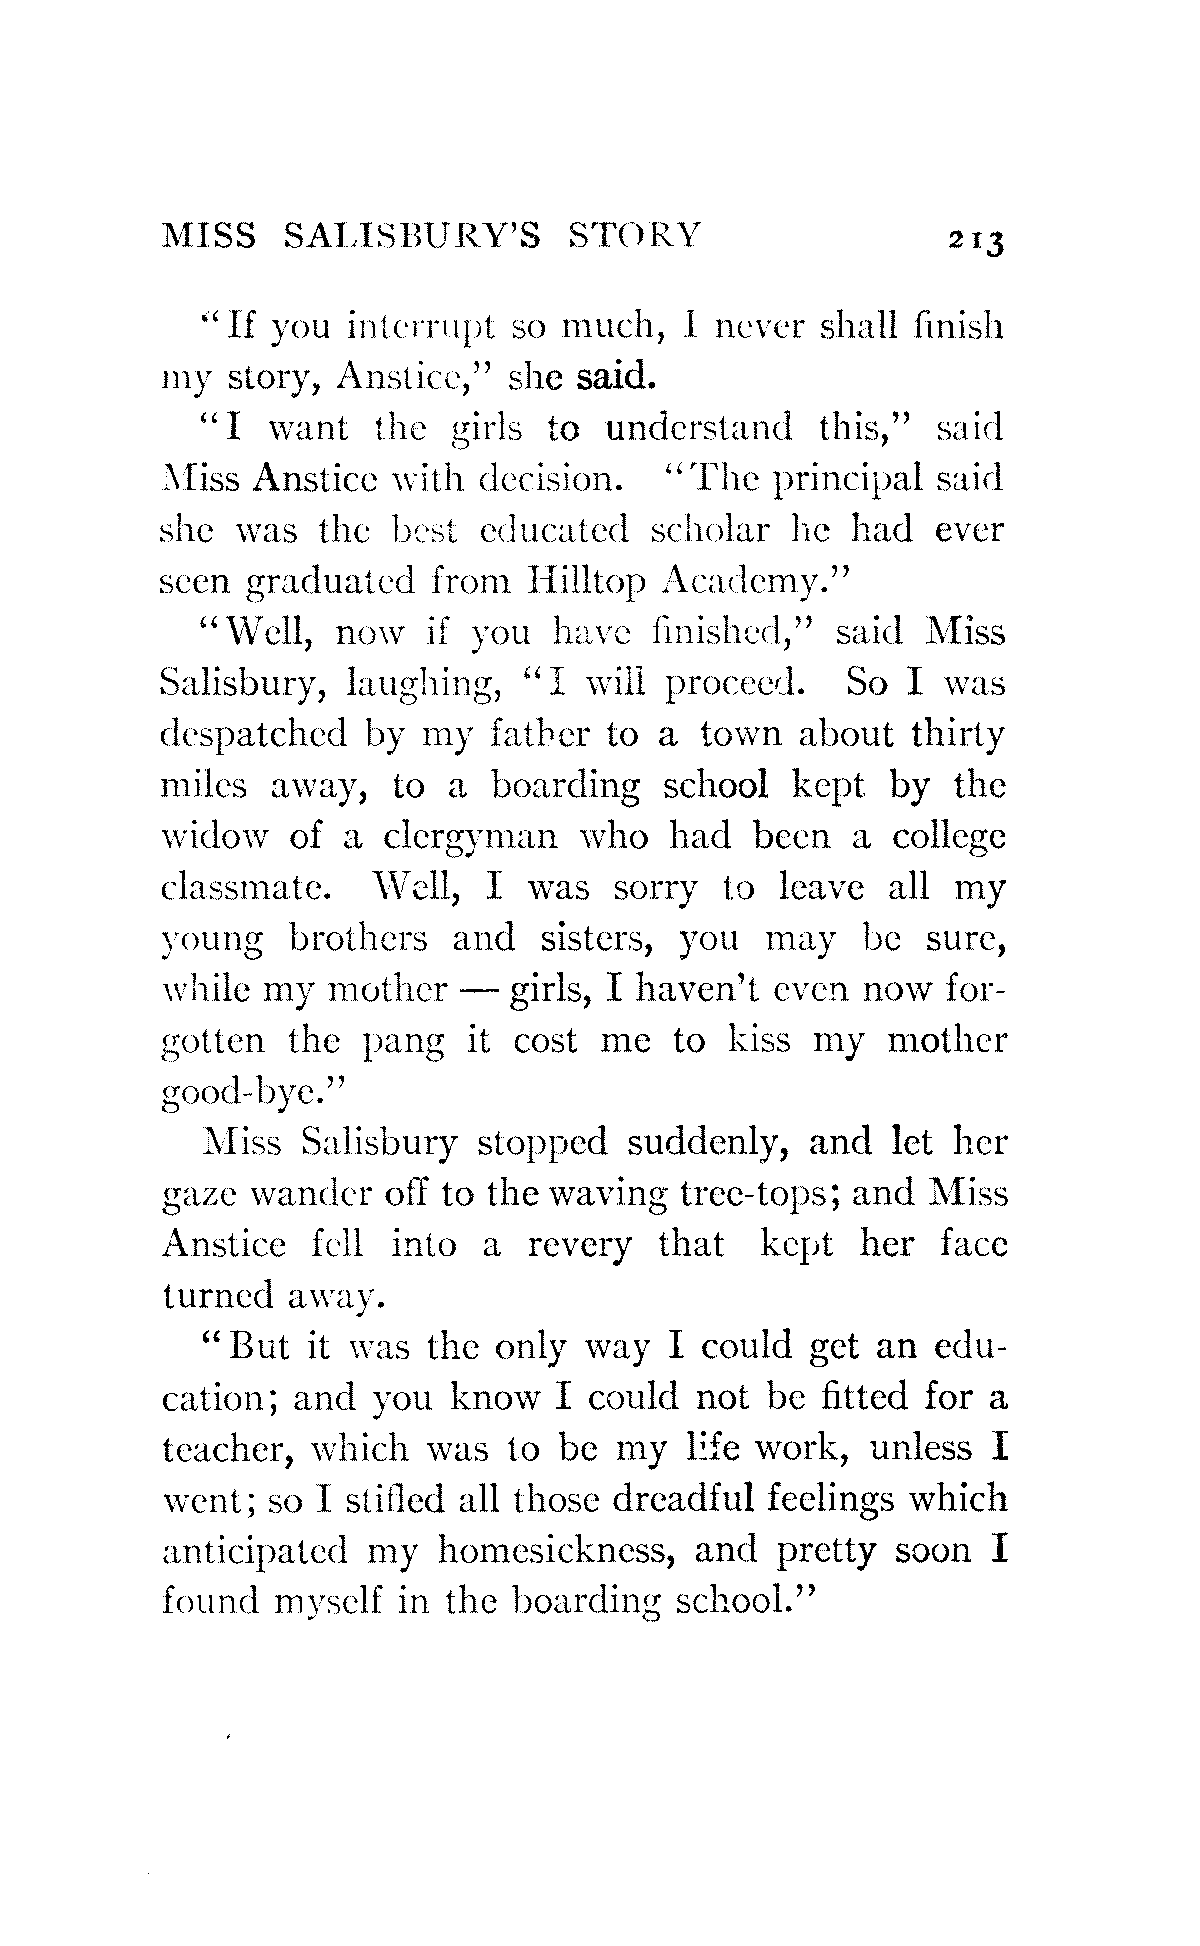 MISS SALISBURY'S STORY 213
"If you interrupt so much, I never shall finish
my story, Anstice," she said.
"I want the girls to understand this," said
Miss Anstice with decision. "The principal said
she was the best educated scholar he had ever
seen graduated from Hilltop Academy."
"Well, now if you have finished," said Miss
Salisbury, laughing, "I will proceed. So I was
despatched by my father to a town about thirty
miles away, to a boarding school kept by the
widow of a clergyman who had been a college
classmate. Well, I was sorry to leave all my
young brothers and sisters, you may be sure,
while my mother — girls, I haven't even now for-
gotten the pang it cost me to kiss my mother
good-bye."
Miss Salisbury stopped suddenly, and let her
gaze wander off to the waving tree-tops; and Miss
Anstice fell into a revery that kept her face
turned away.
"But it was the only way I could get an edu-
cation; and you know I could not be fitted for a
teacher, which was to be my life work, unless I
went; so I stifled all those dreadful feelings which
anticipated my homesickness, and pretty soon I
found myself in the boarding school."